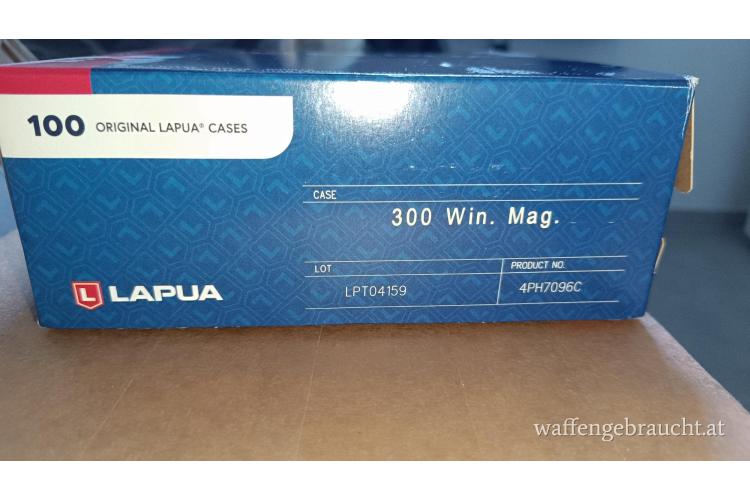 100 ORIGINAL LAPUA® CASES
CASE
300 Win. Mag.
LOT
PRODUCT NO.
LPT04159
4PH7096C
L LAPUA
waffengebraucht.at